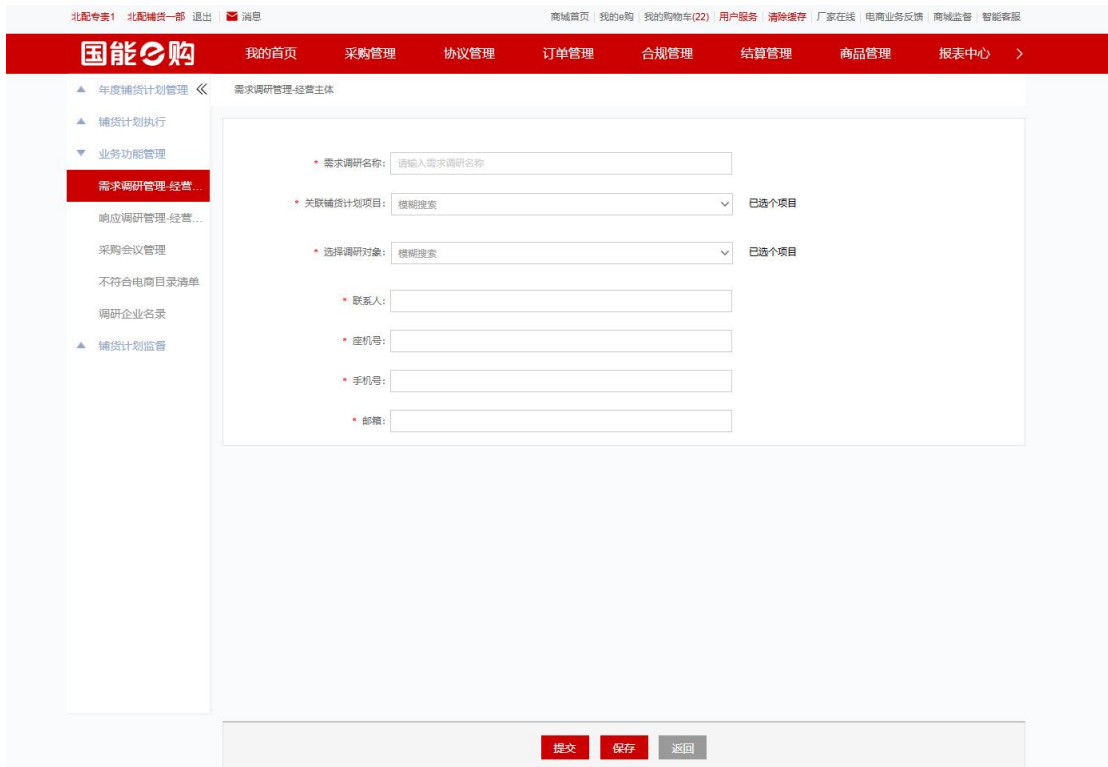 北配专责1 北配铺货一部 退出 消息 商城首页 我的e购 我的购物车(22) 用户服务 清除缓存 厂家在线 电商业务反馈 商城监督 智能客服
国能e购 我的首页 采购管理 协议管理 订单管理 合规管理 结算管理 商品管理 报表中心
年度铺货计划管理 需求调研管理-经营主体
铺货计划执行
业务功能管理
* 需求调研名称: 请输入需求调研名称
需求调研管理-经营...
* 关联铺货计划项目: 模糊搜索 已选个项目
响应调研管理-经营...
采购会议管理
* 选择调研对象: 模糊搜索 已选个项目
不符合电商目录清单
* 联系人:
调研企业名录
* 座机号:
铺货计划监督
* 手机号:
* 邮箱:
提交 保存 返回